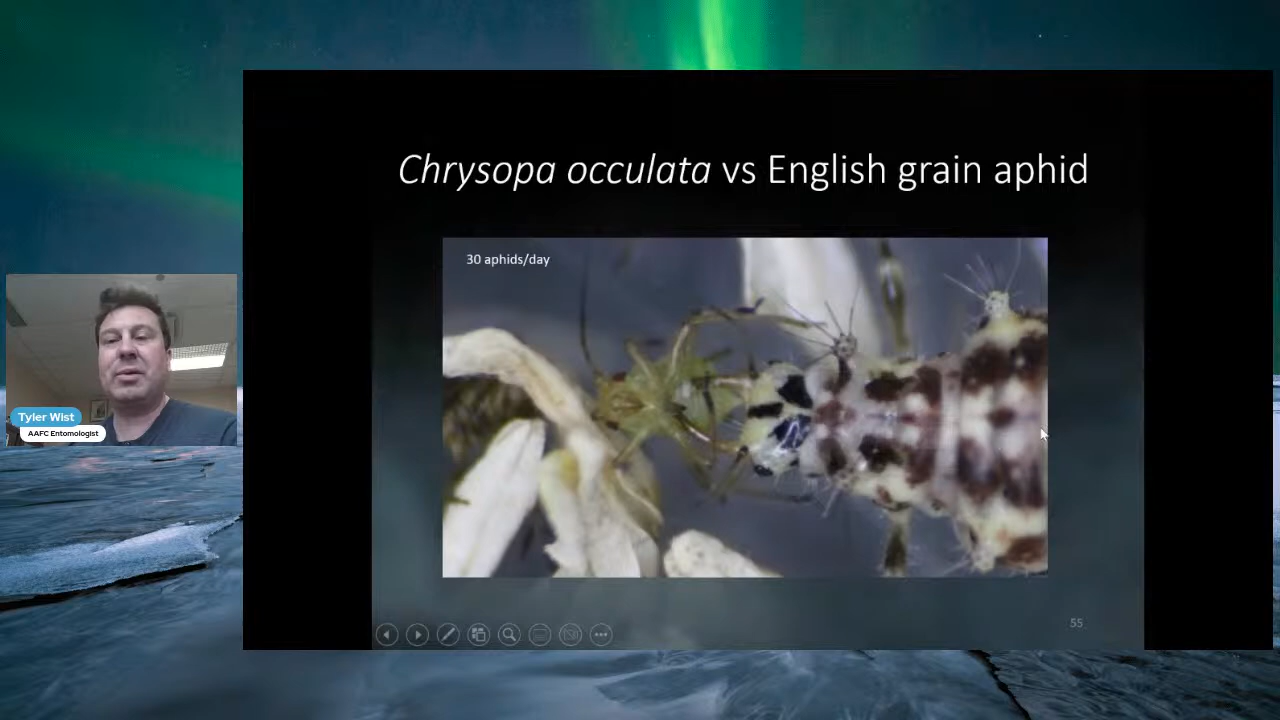 Chrysopa occulata vs English grain aphid
30 aphids/day
Tyler Wist
AAFC Entomologist
55